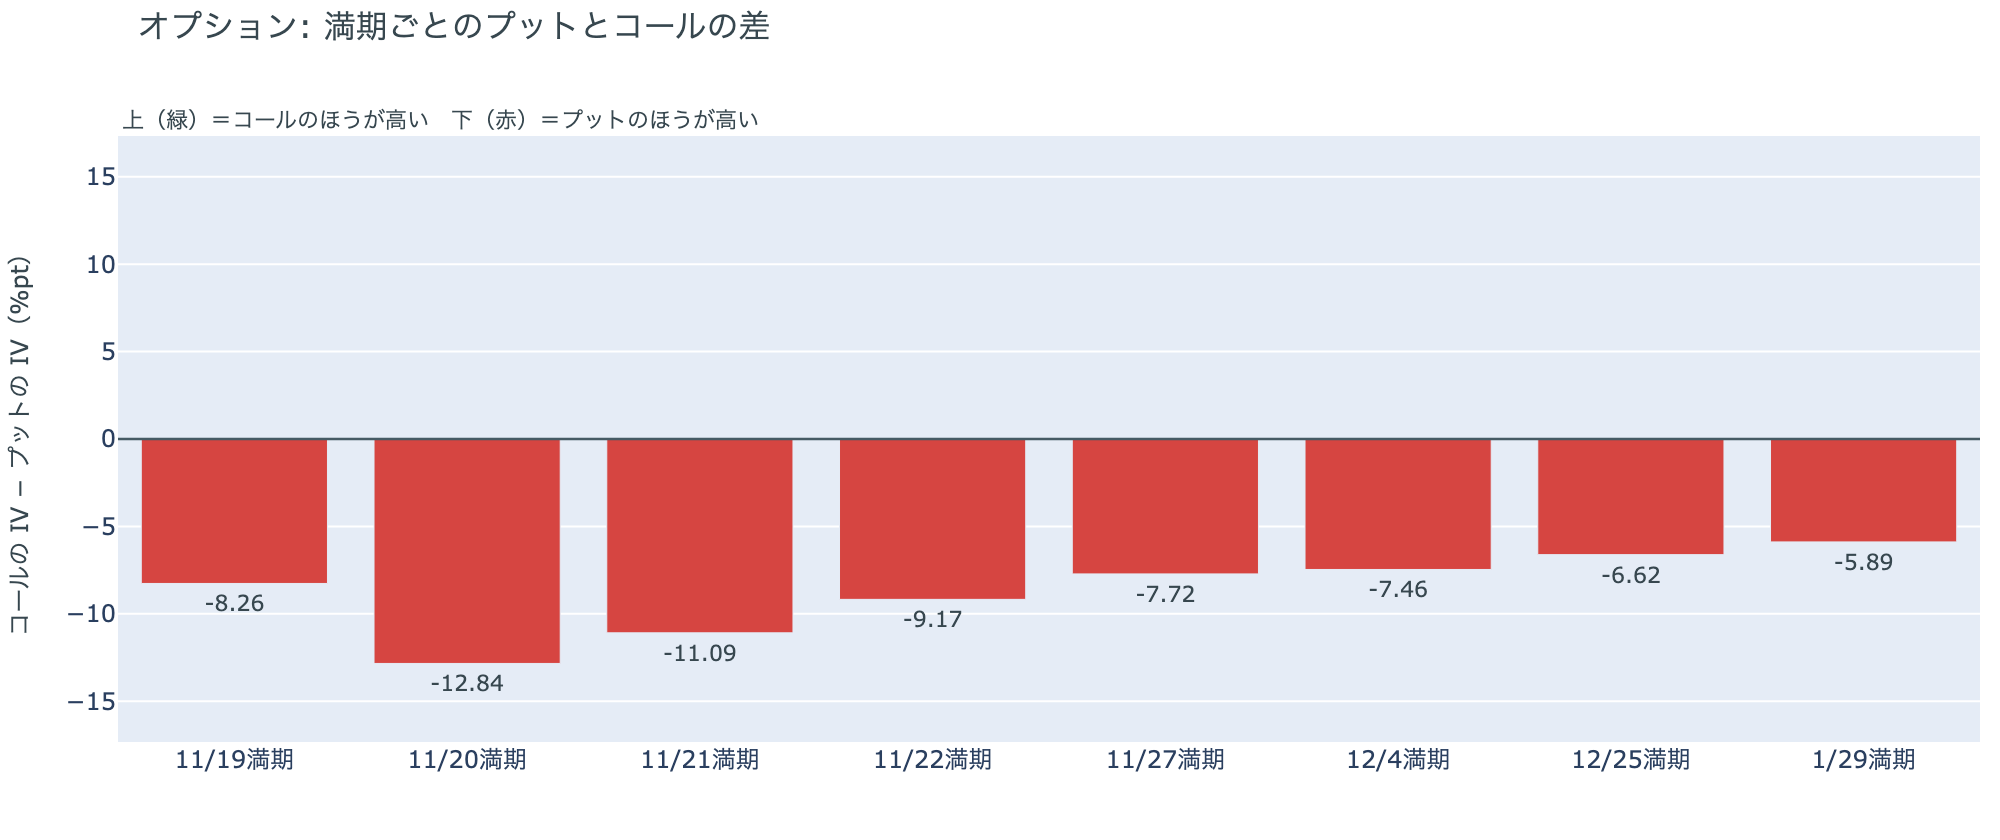 オプション: 満期ごとのプットとコールの差
上（緑）＝コールのほうが高い　下（赤）＝プットのほうが高い
コールの IV − プットの IV（%pt）
15
10
5
0
−5
−10
−15
-8.26
-12.84
-11.09
-9.17
-7.72
-7.46
-6.62
-5.89
11/19満期
11/20満期
11/21満期
11/22満期
11/27満期
12/4満期
12/25満期
1/29満期